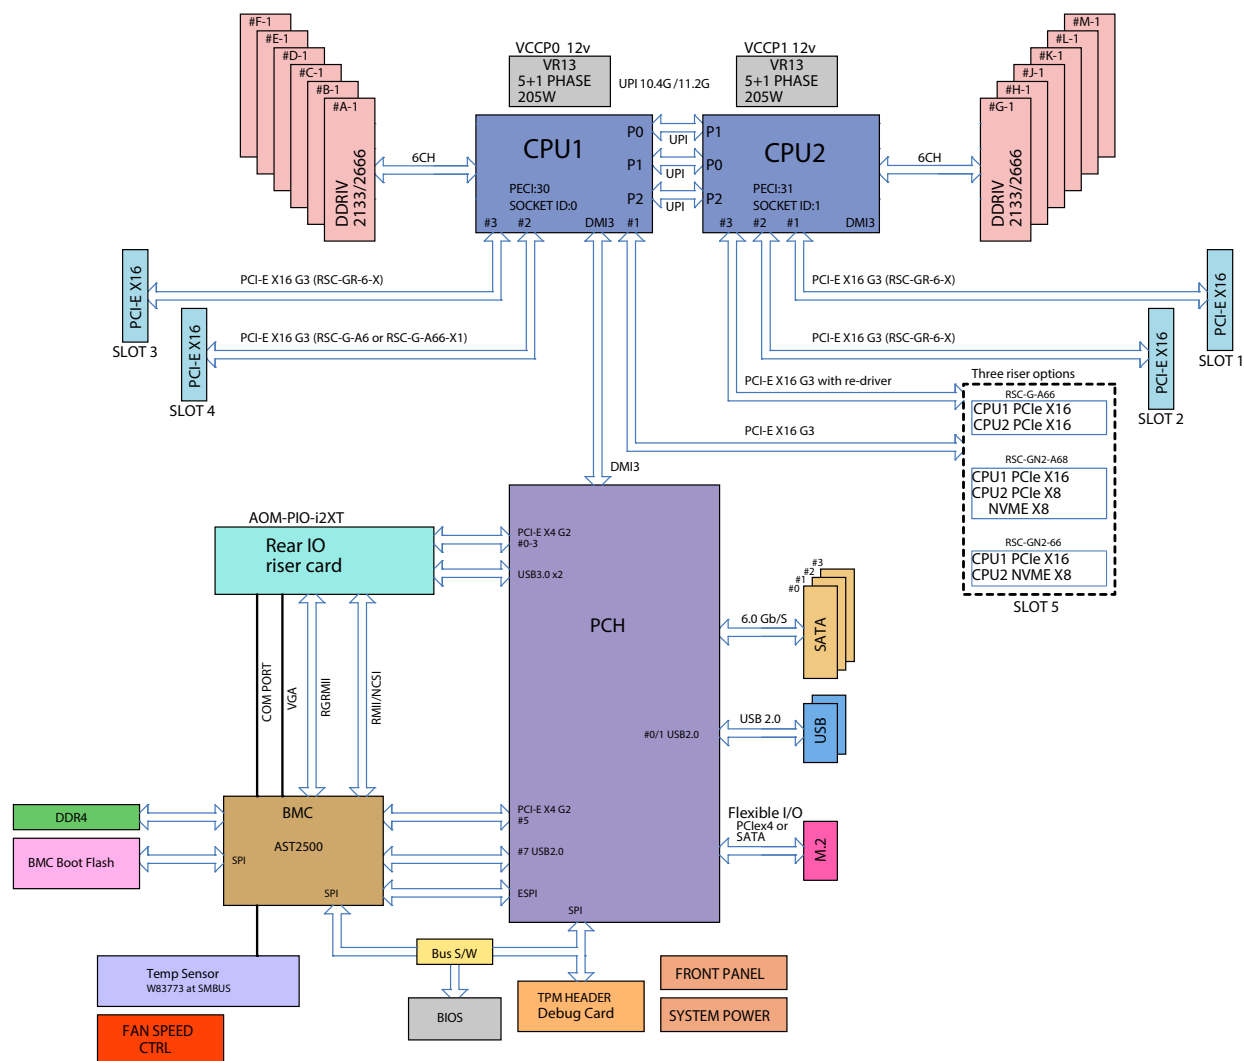 #F-1
#E-1
#D-1
#C-1
#B-1
#A-1
DDRIV
2133/2666
6CH
VCCP0 12v
VR13
5+1 PHASE
205W
UPI 10.4G /11.2G
VCCP1 12v
VR13
5+1 PHASE
205W
#M-1
#L-1
#K-1
#J-1
#H-1
#G-1
DDRIV
2133/2666
6CH
CPU1
P0
P1
P2
PECI:30
SOCKET ID:0
#3
#2
DMI3
#1
UPI
UPI
UPI
CPU2
P1
P0
P2
PECI:31
SOCKET ID:1
#3
#2
#1
DMI3
PCI-E X16
SLOT 3
PCI-E X16 G3 (RSC-GR-6-X)
PCI-E X16
SLOT 4
PCI-E X16 G3 (RSC-G-A6 or RSC-G-A66-X1)
PCI-E X16 G3 (RSC-GR-6-X)
PCI-E X16
SLOT 1
PCI-E X16 G3 (RSC-GR-6-X)
PCI-E X16
SLOT 2
PCI-E X16 G3 with re-driver
PCI-E X16 G3
Three riser options
RSC-G-A66
CPU1 PCIe X16
CPU2 PCIe X16
RSC-GN2-A68
CPU1 PCIe X16
CPU2 PCIe X8
NVME X8
RSC-GN2-66
CPU1 PCIe X16
CPU2 NVME X8
SLOT 5
DMI3
AOM-PIO-i2XT
Rear IO
riser card
PCI-E X4 G2
#0-3
USB3.0 x2
PCH
6.0 Gb/S
#3
#2
#1
#0
SATA
COM PORT
VGA
RGRMII
RMII/NCSI
#0/1 USB2.0
USB 2.0
USB
DDR4
BMC Boot Flash
BMC
AST2500
SPI
SPI
PCI-E X4 G2
#5
#7 USB2.0
ESPI
SPI
Flexible I/O
PCIex4 or
SATA
M.2
Bus S/W
BIOS
TPM HEADER
Debug Card
FRONT PANEL
SYSTEM POWER
Temp Sensor
W83773 at SMBUS
FAN SPEED
CTRL